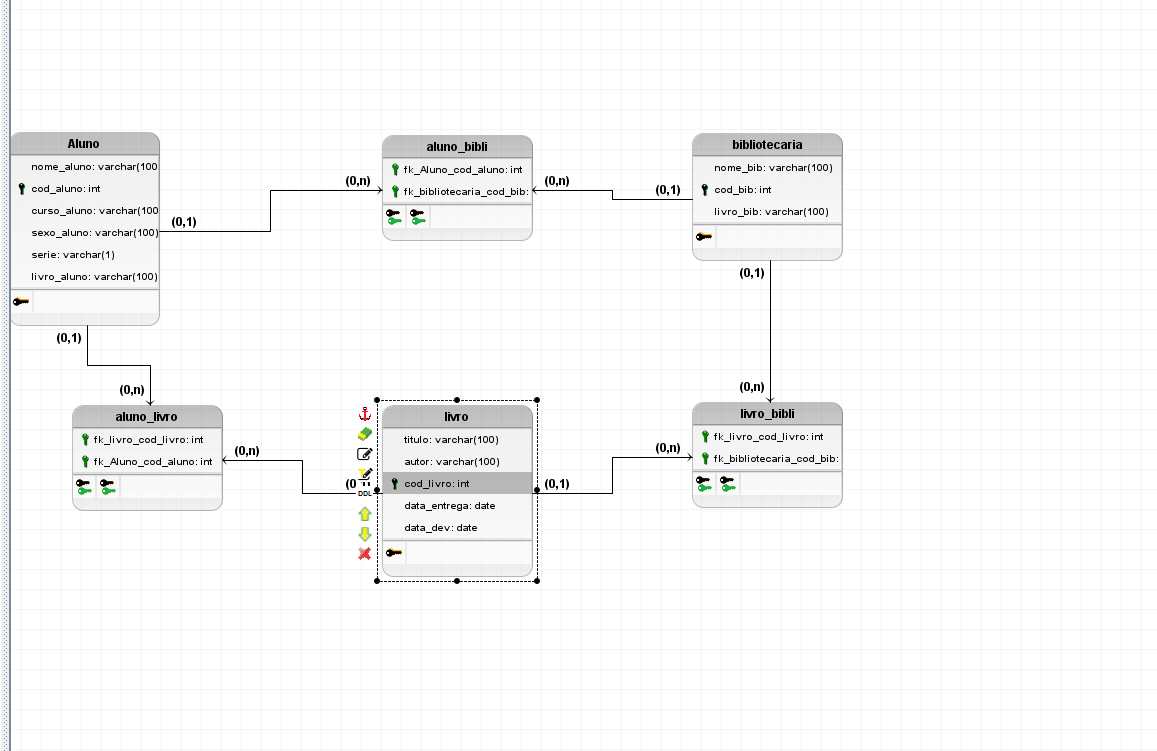 Aluno
nome_aluno: varchar(100
cod_aluno: int
curso_aluno: varchar(100
sexo_aluno: varchar(100)
serie: varchar(1)
livro_aluno: varchar(100)
(0,1)
(0,n)
aluno_bibli
fk_Aluno_cod_aluno: int
fk_bibliotecaria_cod_bib:
(0,n)
(0,1)
bibliotecaria
nome_bib: varchar(100)
cod_bib: int
livro_bib: varchar(100)
(0,1)
(0,n)
(0,1)
(0,n)
aluno_livro
fk_livro_cod_livro: int
fk_Aluno_cod_aluno: int
(0,n)
(0
DDL
livro
titulo: varchar(100)
autor: varchar(100)
cod_livro: int
data_entrega: date
data_dev: date
(0,1)
(0,n)
livro_bibli
fk_livro_cod_livro: int
fk_bibliotecaria_cod_bib: